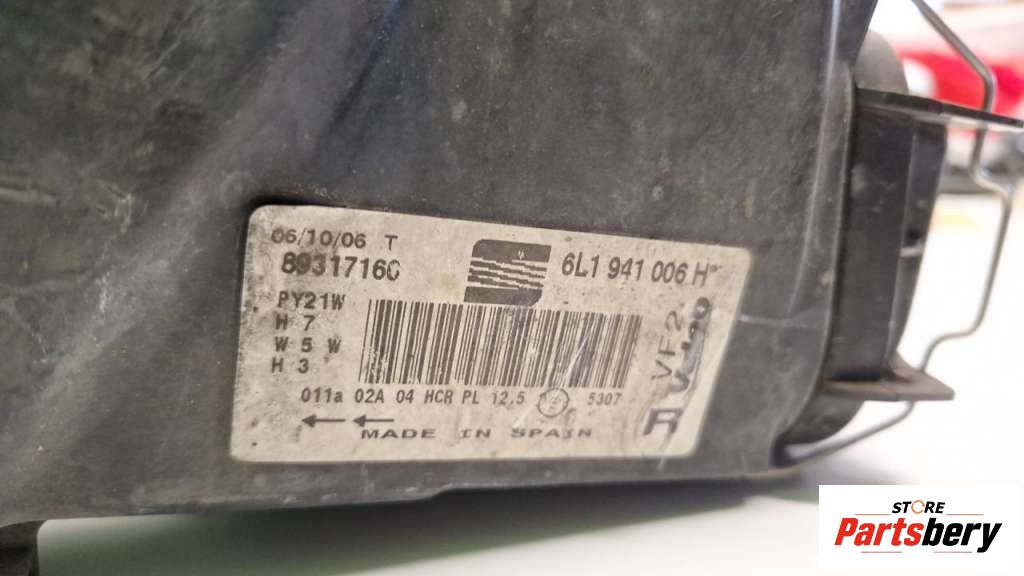 06/10/06 T
89317160
6L1 941 006 H
PY21W
H 7
W 5 W
H 3
VF2
011a 02A 04 HCR PL 12.5
5307
R
MADE IN SPAIN
STORE
Partsbery